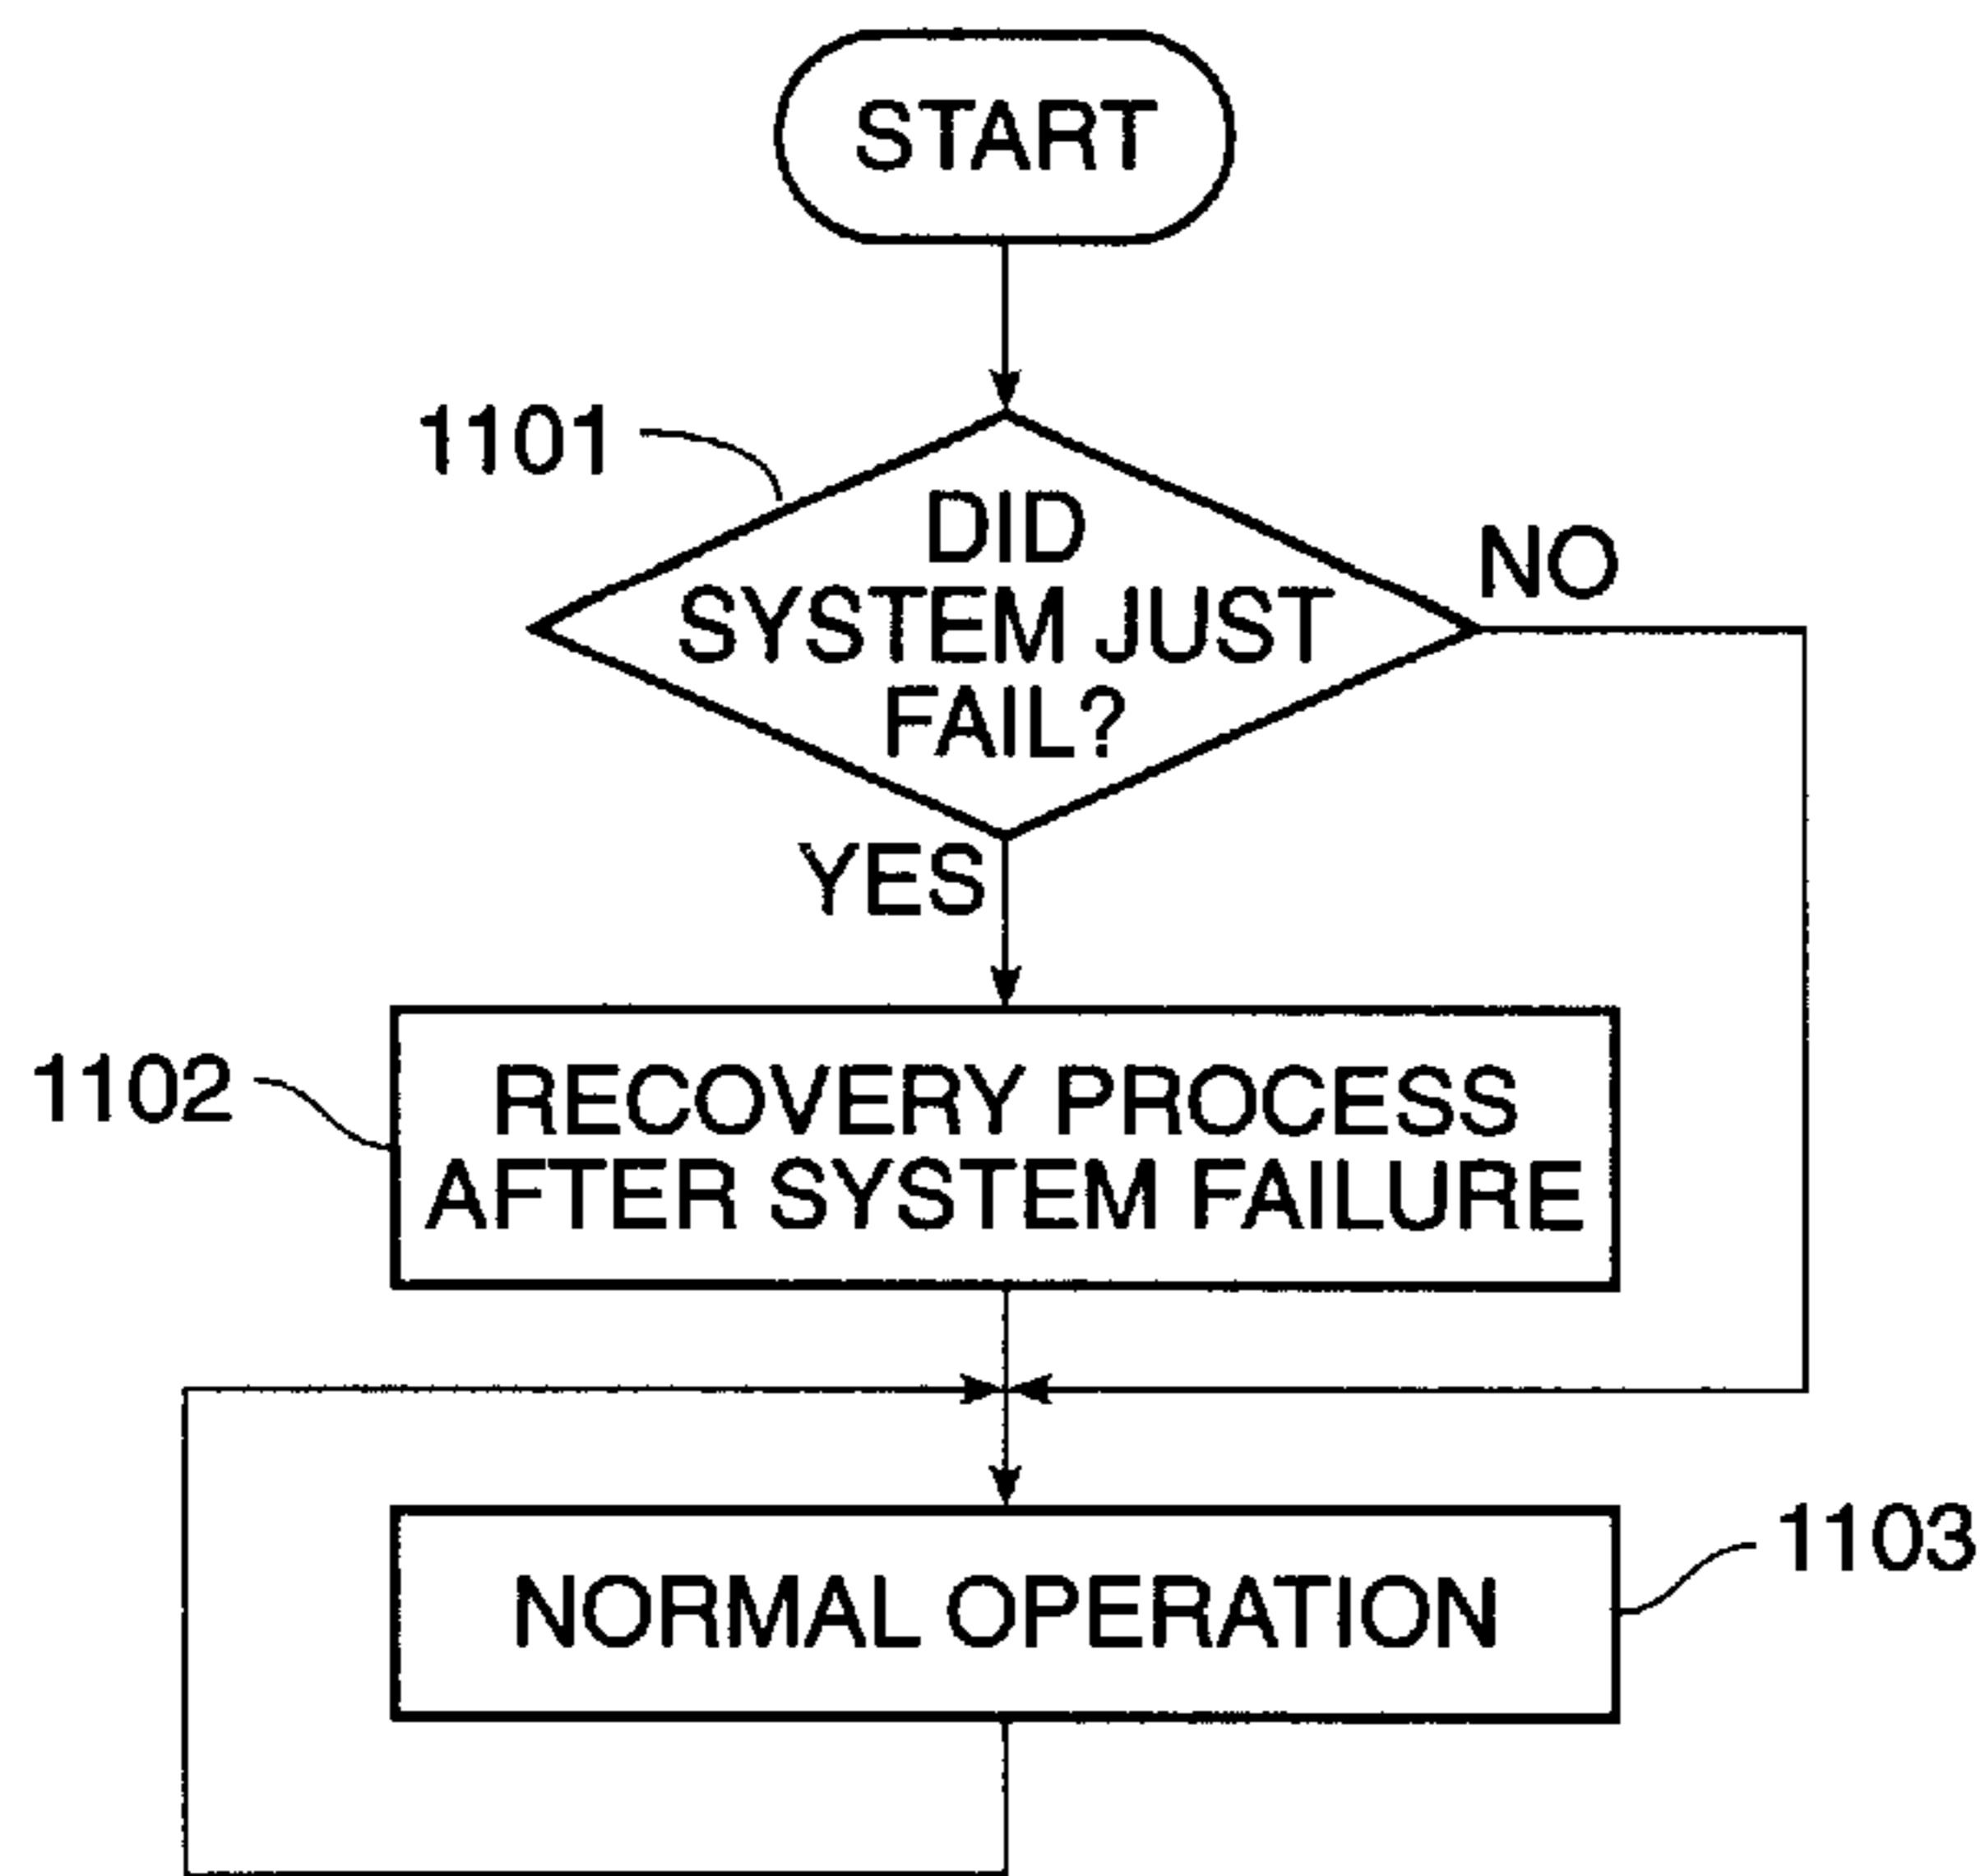 START
1101
DID
SYSTEM JUST
FAIL?
NO
YES
1102
RECOVERY PROCESS
AFTER SYSTEM FAILURE
1103
NORMAL OPERATION